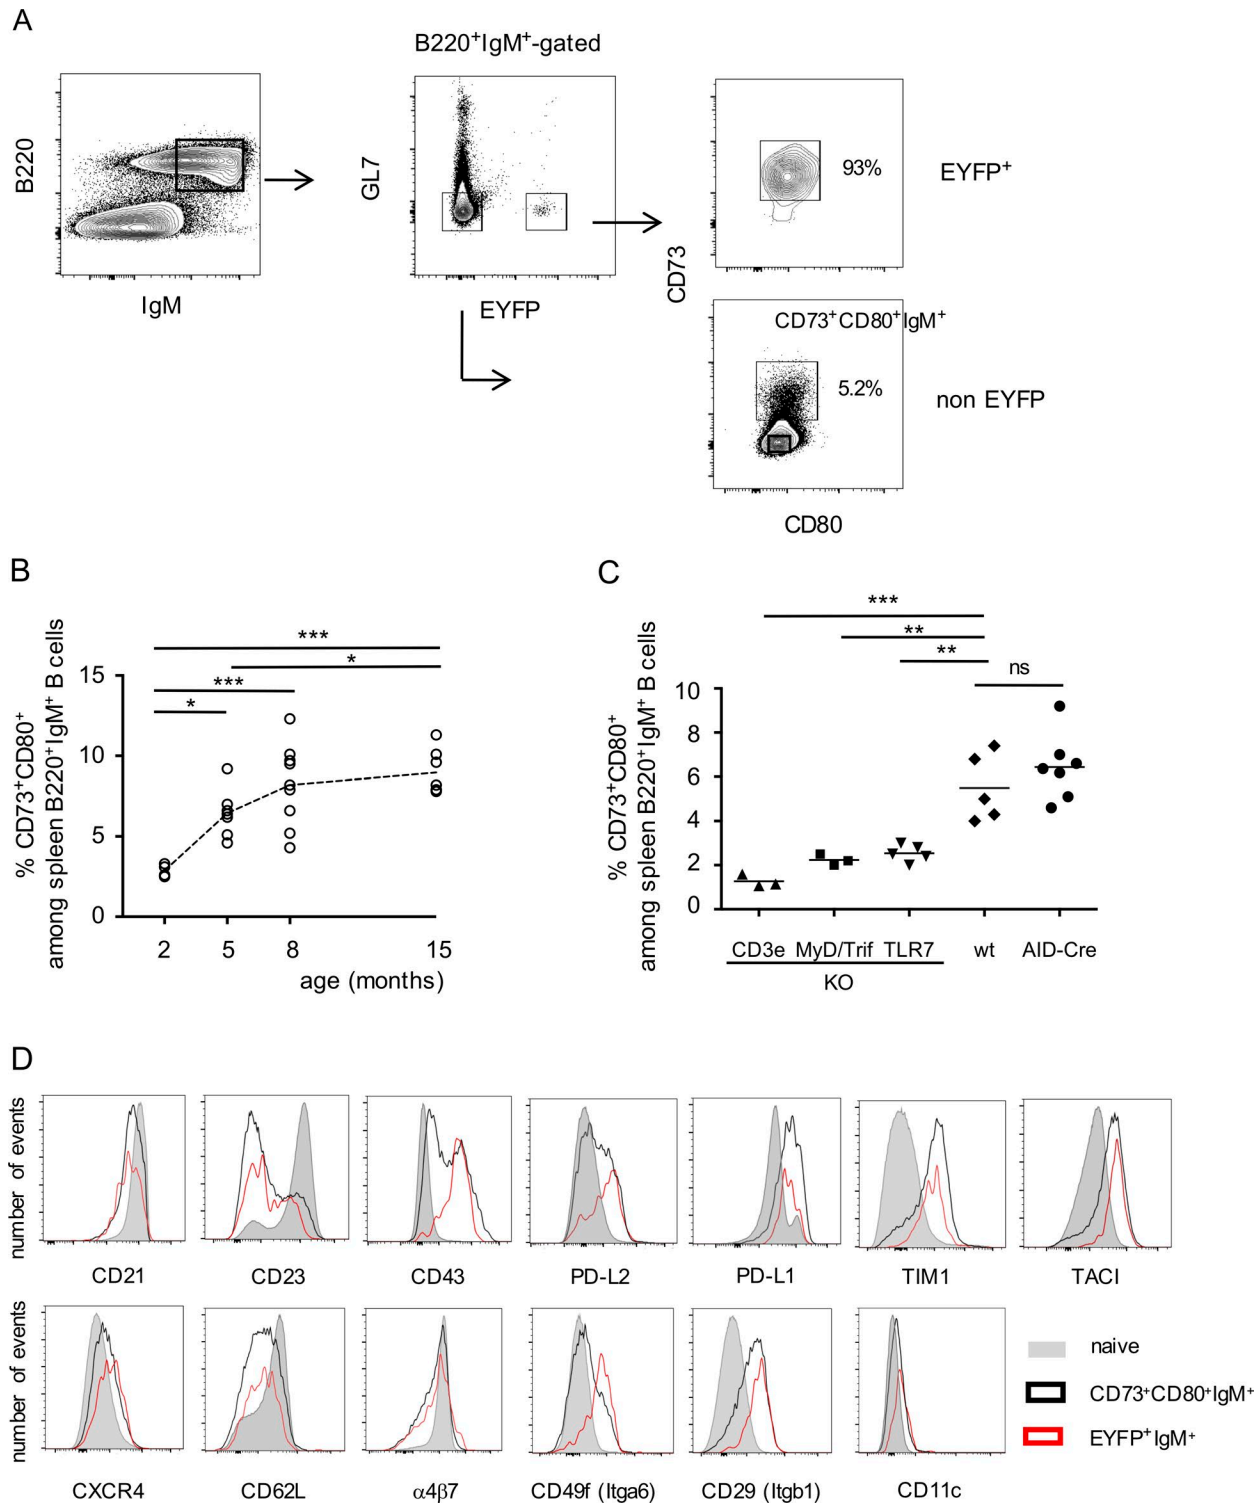 A
B220⁺IgM⁺-gated
B220
IgM
GL7
EYFP
CD73
93%
EYFP⁺
CD73⁺CD80⁺IgM⁺
5.2%
non EYFP
CD80
B
% CD73⁺CD80⁺
among spleen B220⁺IgM⁺ B cells
***
*
***
*
15
10
5
0
2 5 8 15
age (months)
C
% CD73⁺CD80⁺
among spleen B220⁺IgM⁺ B cells
***
**
**
ns
10
8
6
4
2
0
CD3e MyD/Trif TLR7 wt AID-Cre
KO
D
number of events
CD21 CD23 CD43 PD-L2 PD-L1 TIM1 TACI
number of events
CXCR4 CD62L α4β7 CD49f (Itga6) CD29 (Itgb1) CD11c
naive
CD73⁺CD80⁺IgM⁺
EYFP⁺IgM⁺